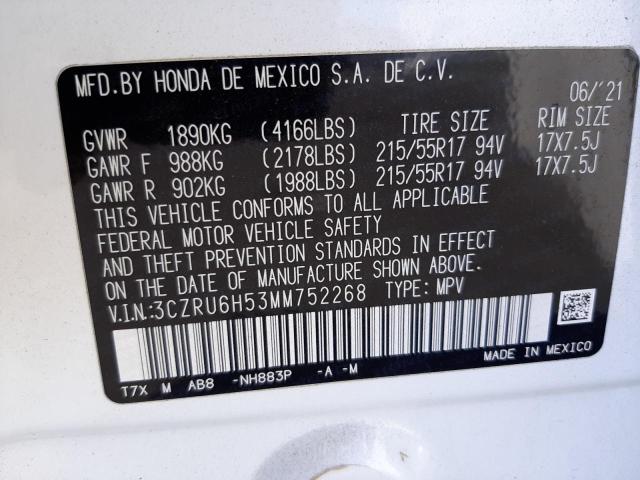 MFD.BY HONDA DE MEXICO S.A. DE C.V. 06/'21
GVWR 1890KG (4166LBS) TIRE SIZE RIM SIZE
GAWR F 988KG (2178LBS) 215/55R17 94V 17X7.5J
GAWR R 902KG (1988LBS) 215/55R17 94V 17X7.5J
THIS VEHICLE CONFORMS TO ALL APPLICABLE
FEDERAL MOTOR VEHICLE SAFETY
AND THEFT PREVENTION STANDARDS IN EFFECT
ON THE DATE OF MANUFACTURE SHOWN ABOVE.
V.I.N.:3CZRU6H53MM752268 TYPE: MPV
T7X M AB8 -NH883P -A -M MADE IN MEXICO